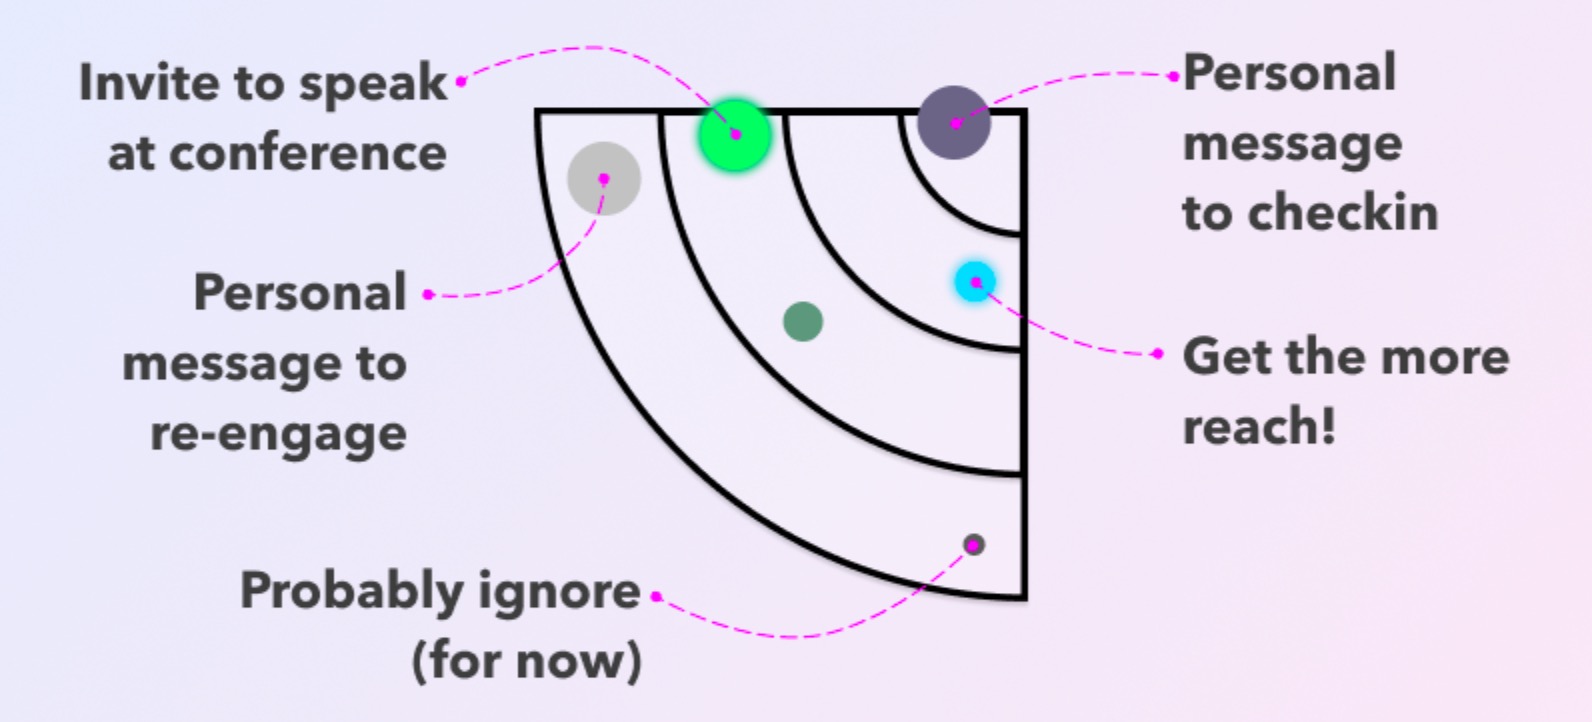 Invite to speak
at conference
Personal
message to
re-engage
Probably ignore
(for now)
Personal
message
to checkin
Get the more
reach!